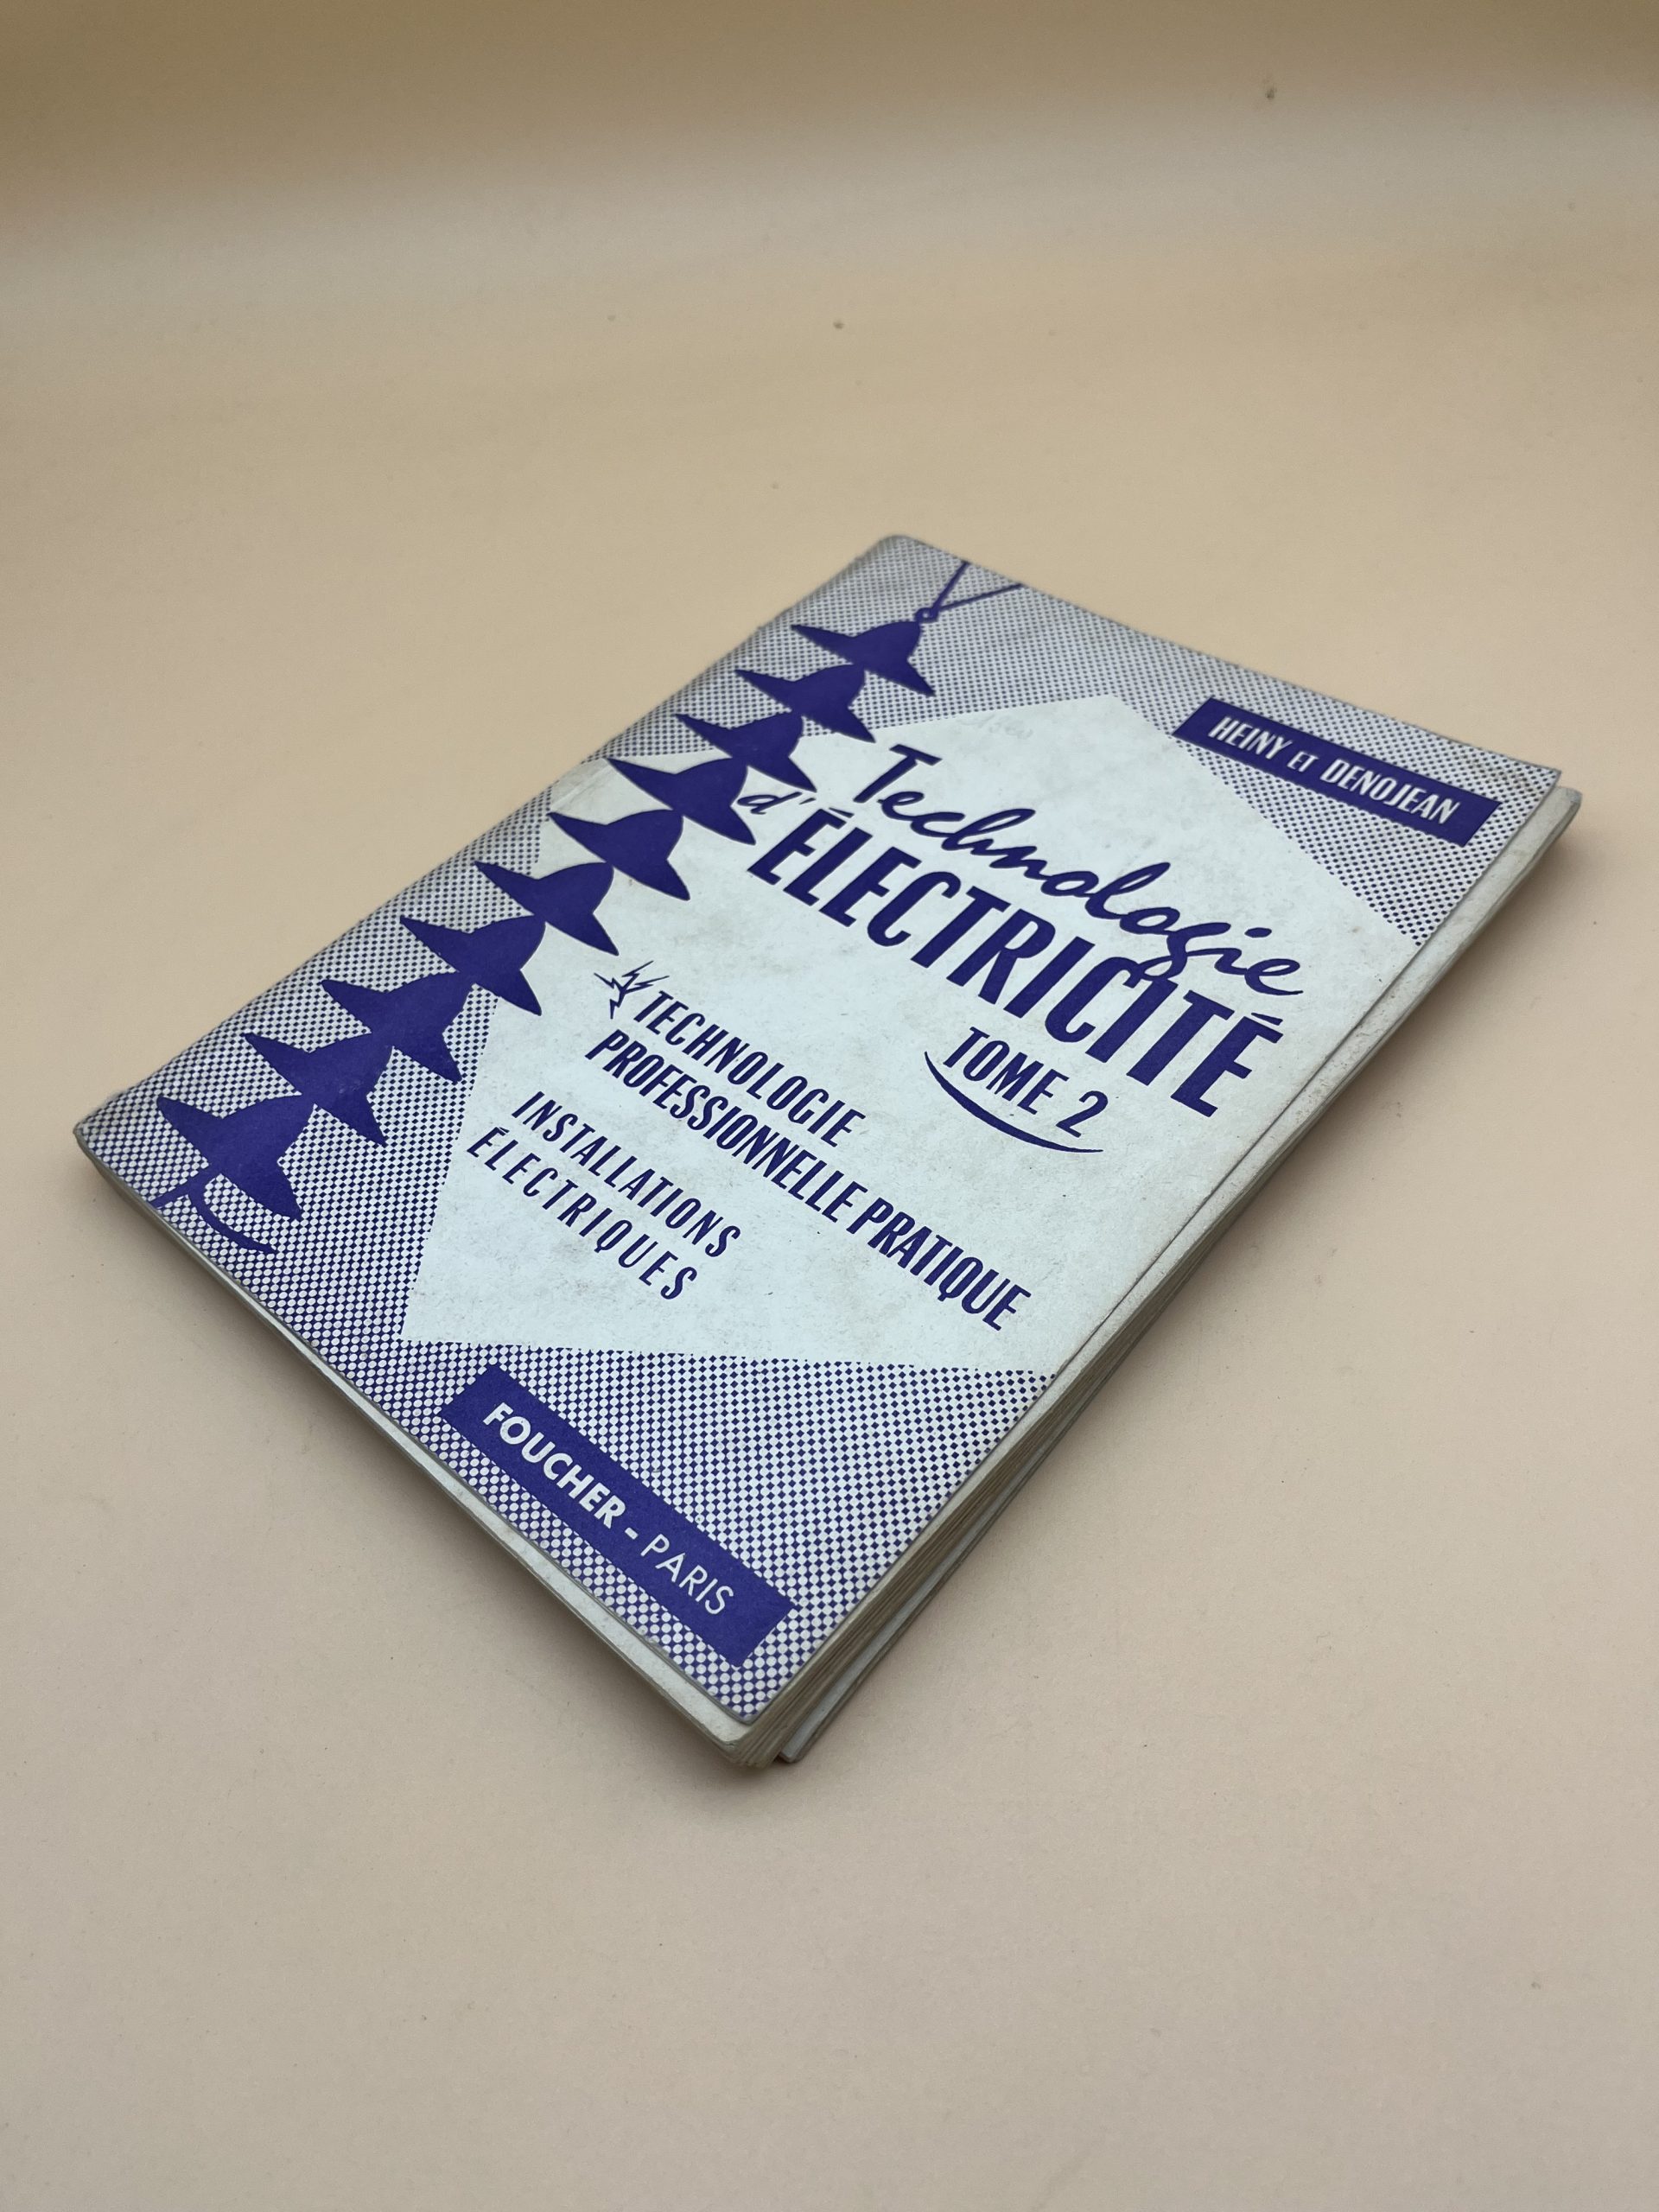 HEINY ET DENOJEAN
Technologie
d'ÉLECTRICITÉ
TOME 2
TECHNOLOGIE
PROFESSIONNELLE PRATIQUE
INSTALLATIONS
ÉLECTRIQUES
FOUCHER - PARIS